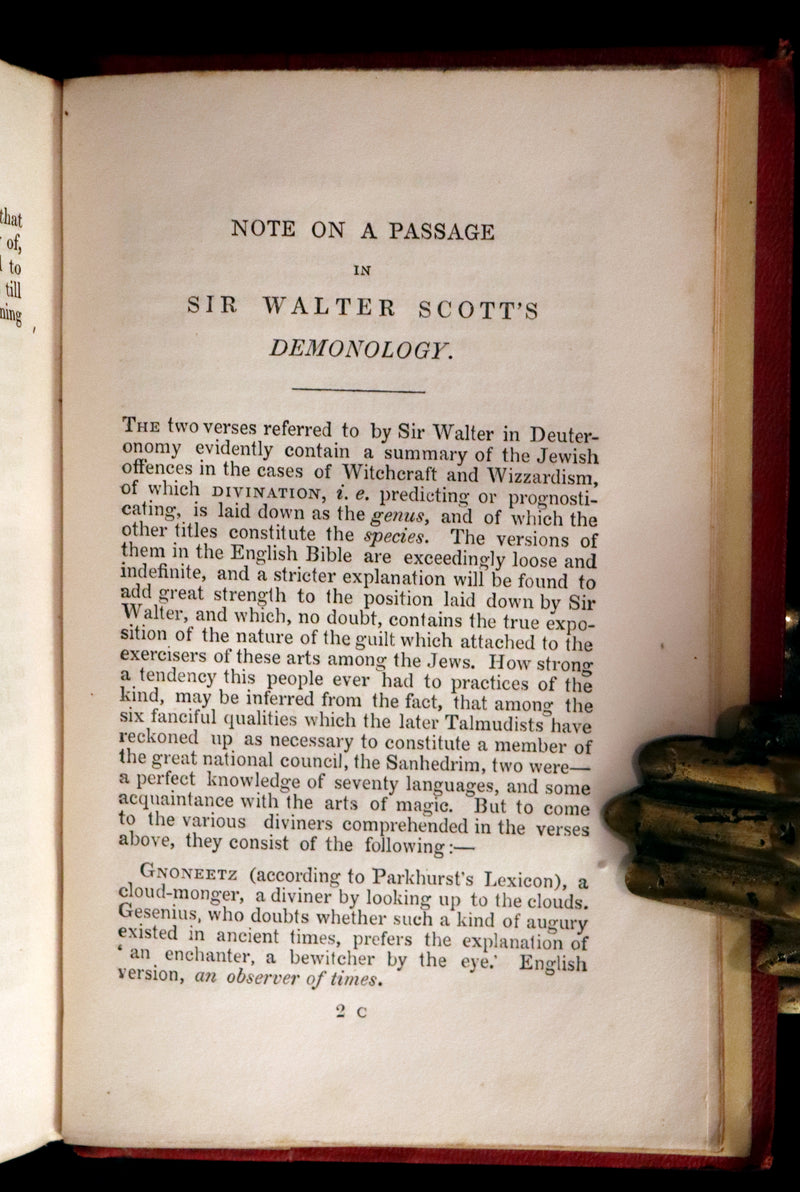 that
of,
to
till
ning
NOTE ON A PASSAGE
IN
SIR WALTER SCOTT'S
DEMONOLOGY.
THE two verses referred to by Sir Walter in Deuter-
onomy evidently contain a summary of the Jewish
offences in the cases of Witchcraft and Wizzardism,
of which DIVINATION, i. e. predicting or prognosti-
cating, is laid down as the genus, and of which the
other titles constitute the species. The versions of
them in the English Bible are exceedingly loose and
indefinite, and a stricter explanation will be found to
add great strength to the position laid down by Sir
Walter, and which, no doubt, contains the true expo-
sition of the nature of the guilt which attached to the
exercisers of these arts among the Jews. How strong
a tendency this people ever had to practices of the
kind, may be inferred from the fact, that among the
six fanciful qualities which the later Talmudists have
reckoned up as necessary to constitute a member of
the great national council, the Sanhedrim, two were—
a perfect knowledge of seventy languages, and some
acquaintance with the arts of magic. But to come
to the various diviners comprehended in the verses
above, they consist of the following:—
GNONEETZ (according to Parkhurst's Lexicon), a
cloud-monger, a diviner by looking up to the clouds.
Gesenius, who doubts whether such a kind of augury
existed in ancient times, prefers the explanation of
‘ an enchanter, a bewitcher by the eye.’ English
version, an observer of times.
2 C